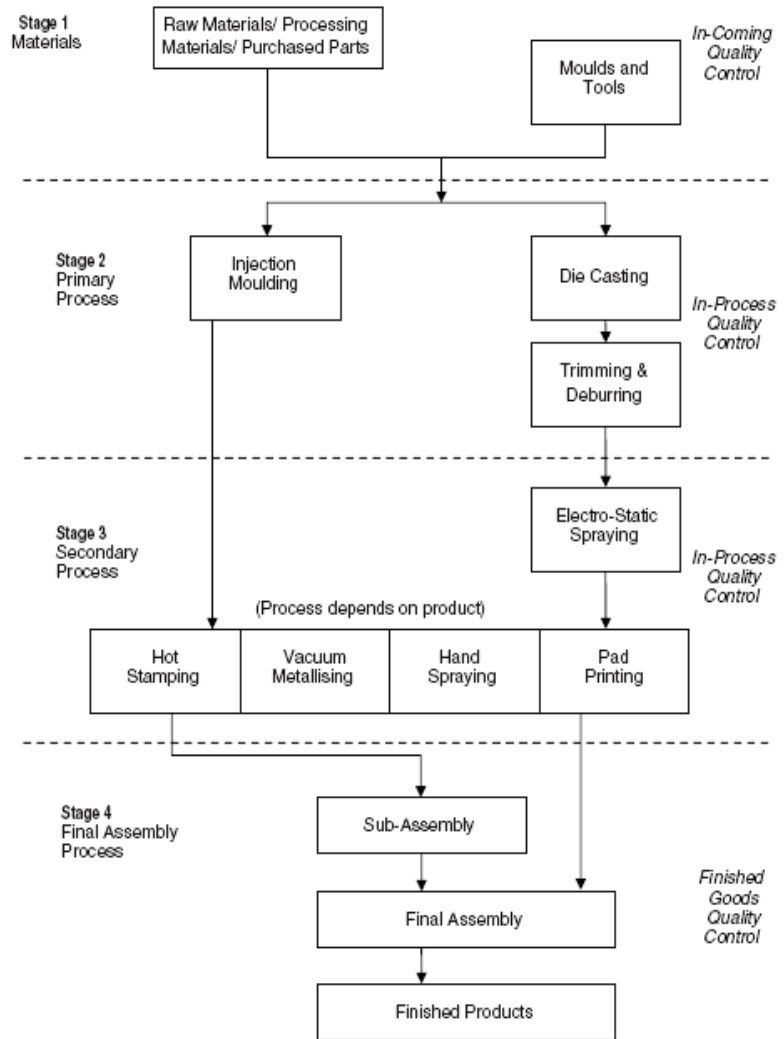 Stage 1
Materials
Raw Materials/ Processing
Materials/ Purchased Parts
Moulds and
Tools
In-Coming
Quality
Control
Stage 2
Primary
Process
Injection
Moulding
Die Casting
In-Process
Quality
Control
Trimming &
Deburring
Stage 3
Secondary
Process
Electro-Static
Spraying
In-Process
Quality
Control
(Process depends on product)
Hot
Stamping
Vacuum
Metallising
Hand
Spraying
Pad
Printing
Stage 4
Final Assembly
Process
Sub-Assembly
Final Assembly
Finished
Goods
Quality
Control
Finished Products